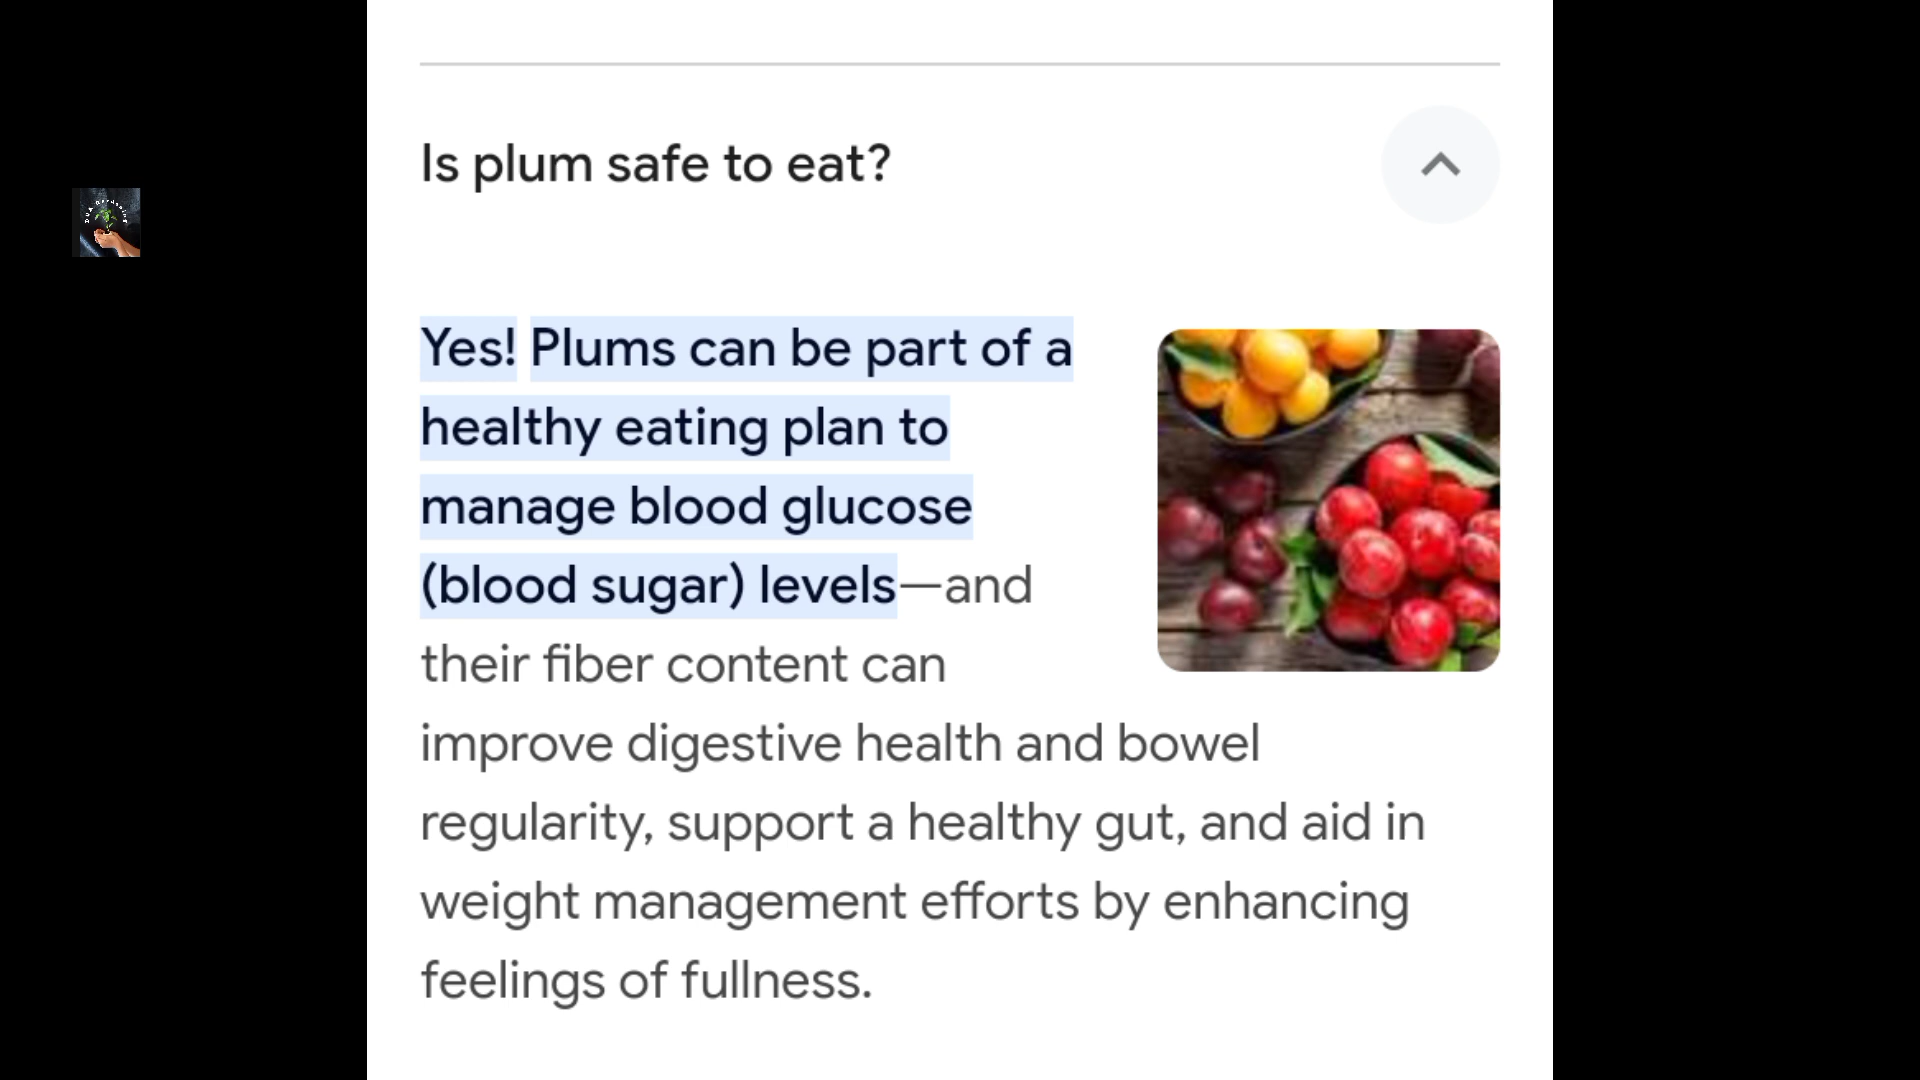 Is plum safe to eat?
Yes! Plums can be part of a
healthy eating plan to
manage blood glucose
(blood sugar) levels—and
their fiber content can
improve digestive health and bowel
regularity, support a healthy gut, and aid in
weight management efforts by enhancing
feelings of fullness.